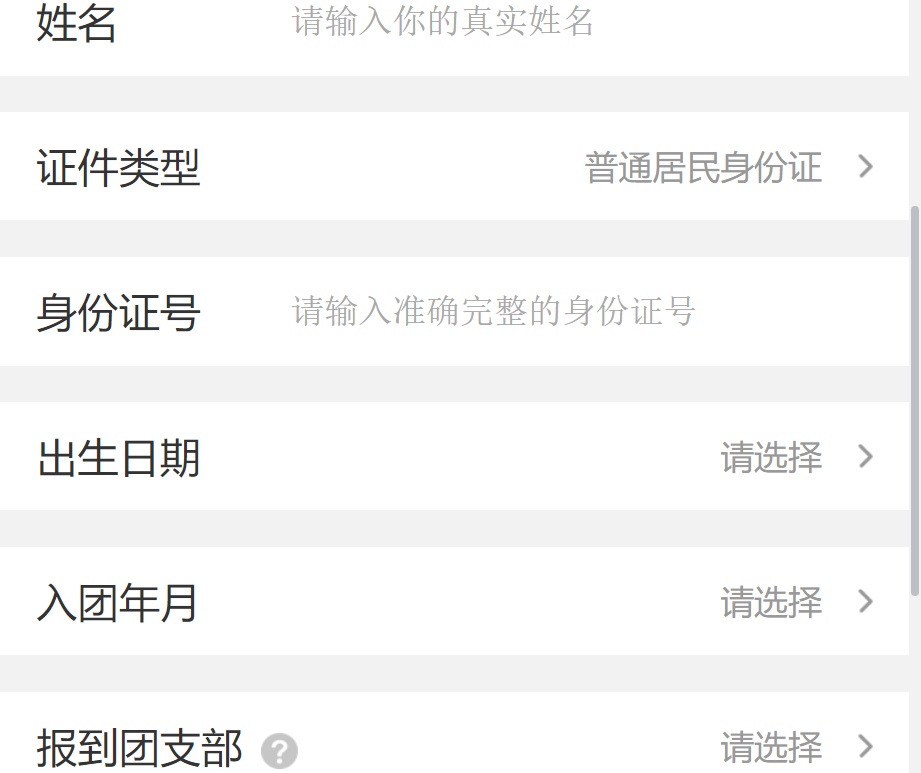 姓名 请输入你的真实姓名
证件类型 普通居民身份证
身份证号 请输入准确完整的身份证号
出生日期 请选择
入团年月 请选择
报到团支部 ? 请选择